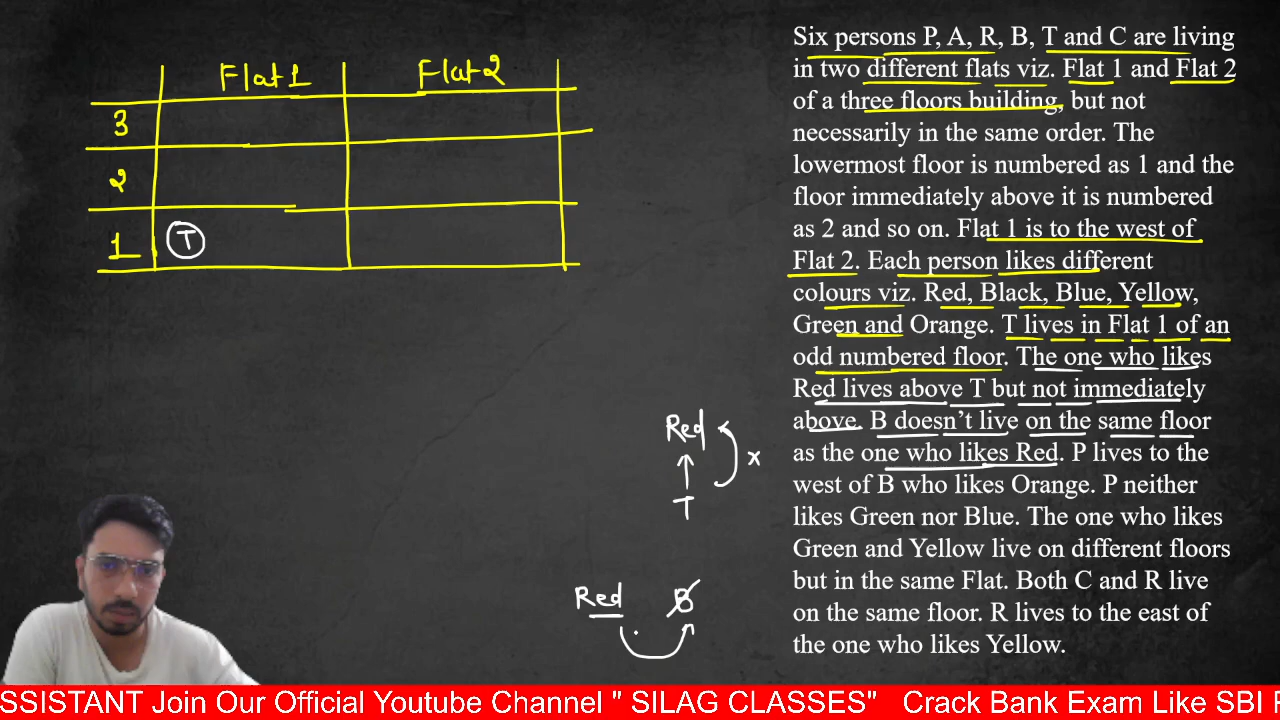 Flat 1 Flat 2
3
2
1 T
Red
x
T
Red B
Six persons P, A, R, B, T and C are living
in two different flats viz. Flat 1 and Flat 2
of a three floors building, but not
necessarily in the same order. The
lowermost floor is numbered as 1 and the
floor immediately above it is numbered
as 2 and so on. Flat 1 is to the west of
Flat 2. Each person likes different
colours viz. Red, Black, Blue, Yellow,
Green and Orange. T lives in Flat 1 of an
odd numbered floor. The one who likes
Red lives above T but not immediately
above. B doesn’t live on the same floor
as the one who likes Red. P lives to the
west of B who likes Orange. P neither
likes Green nor Blue. The one who likes
Green and Yellow live on different floors
but in the same Flat. Both C and R live
on the same floor. R lives to the east of
the one who likes Yellow.
SSISTANT Join Our Official Youtube Channel " SILAG CLASSES" Crack Bank Exam Like SBI